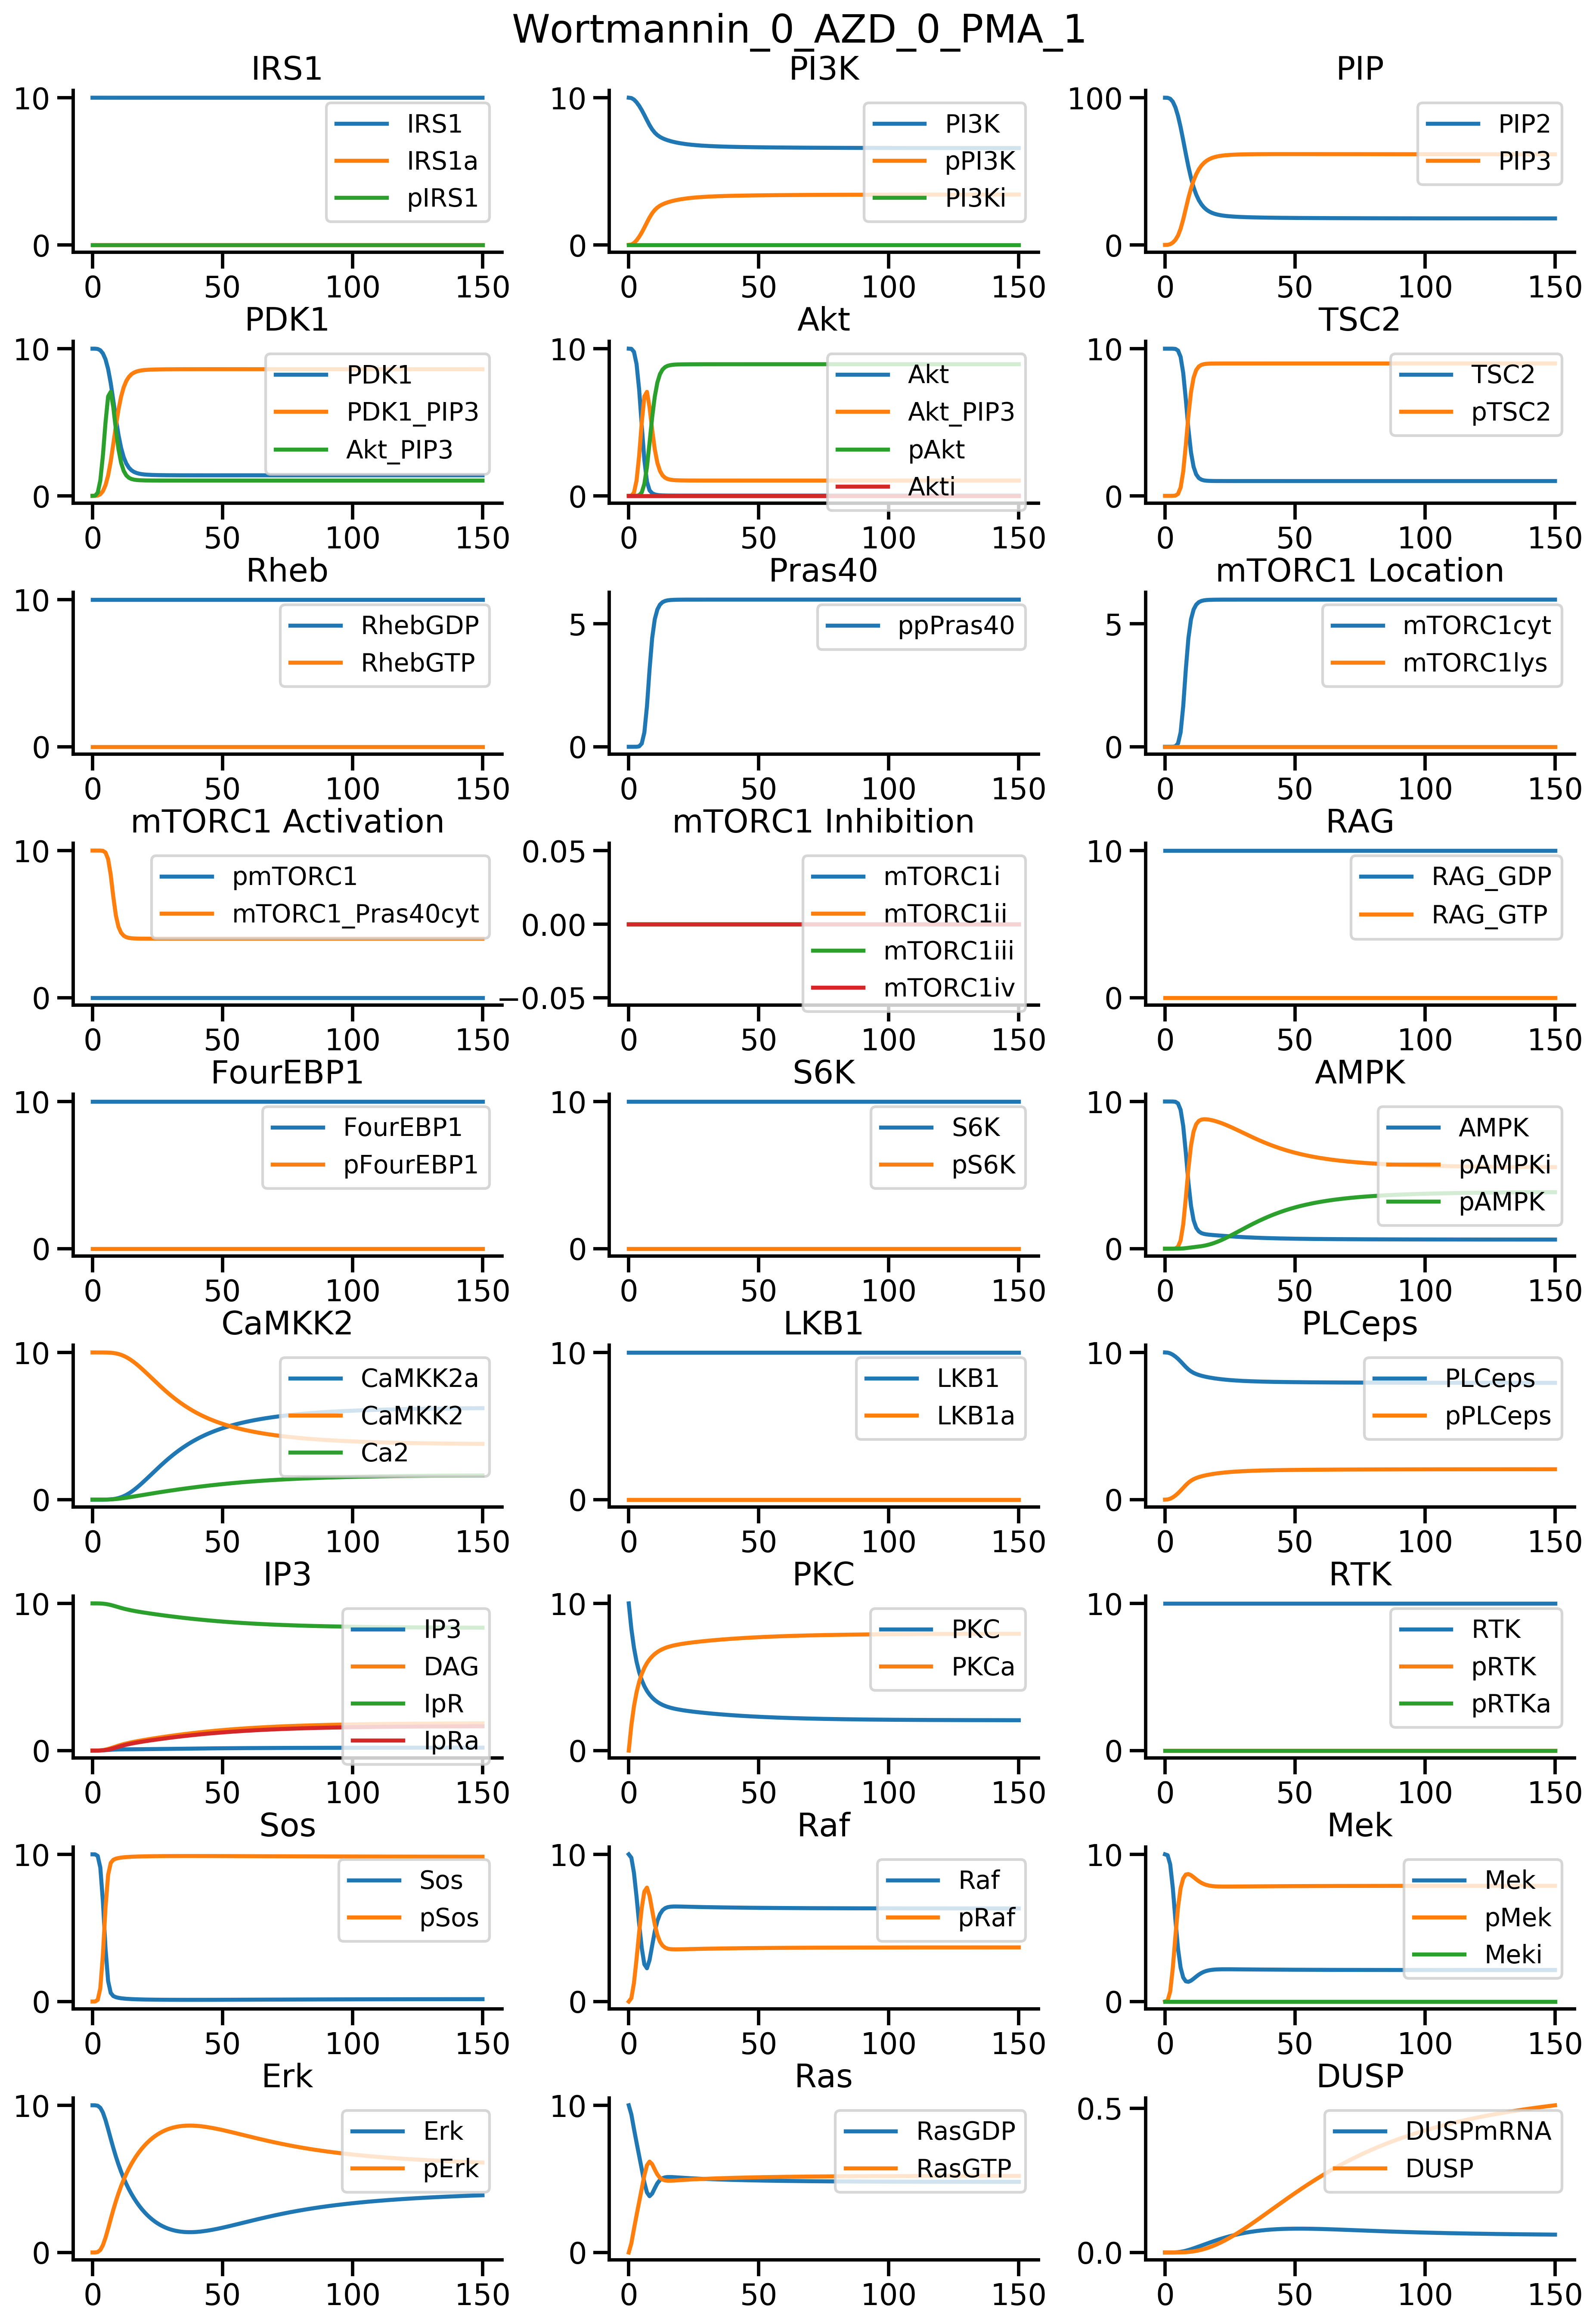 Wortmannin_0_AZD_0_PMA_1
IRS1
10
0
0 50 100 150
IRS1
IRS1a
pIRS1
PI3K
10
0
0 50 100 150
PI3K
pPI3K
PI3Ki
PIP
100
0
0 50 100 150
PIP2
PIP3
PDK1
10
0
0 50 100 150
PDK1
PDK1_PIP3
Akt_PIP3
Akt
10
0
0 50 100 150
Akt
Akt_PIP3
pAkt
Akti
TSC2
10
0
0 50 100 150
TSC2
pTSC2
Rheb
10
0
0 50 100 150
RhebGDP
RhebGTP
Pras40
5
0
0 50 100 150
ppPras40
mTORC1 Location
5
0
0 50 100 150
mTORC1cyt
mTORC1lys
mTORC1 Activation
10
0
0 50 100 150
pmTORC1
mTORC1_Pras40cyt
mTORC1 Inhibition
0.05
0.00
−0.05
0 50 100 150
mTORC1i
mTORC1ii
mTORC1iii
mTORC1iv
RAG
10
0
0 50 100 150
RAG_GDP
RAG_GTP
FourEBP1
10
0
0 50 100 150
FourEBP1
pFourEBP1
S6K
10
0
0 50 100 150
S6K
pS6K
AMPK
10
0
0 50 100 150
AMPK
pAMPKi
pAMPK
CaMKK2
10
0
0 50 100 150
CaMKK2a
CaMKK2
Ca2
LKB1
10
0
0 50 100 150
LKB1
LKB1a
PLCeps
10
0
0 50 100 150
PLCeps
pPLCeps
IP3
10
0
0 50 100 150
IP3
DAG
IpR
IpRa
PKC
10
0
0 50 100 150
PKC
PKCa
RTK
10
0
0 50 100 150
RTK
pRTK
pRTKa
Sos
10
0
0 50 100 150
Sos
pSos
Raf
10
0
0 50 100 150
Raf
pRaf
Mek
10
0
0 50 100 150
Mek
pMek
Meki
Erk
10
0
0 50 100 150
Erk
pErk
Ras
10
0
0 50 100 150
RasGDP
RasGTP
DUSP
0.5
0.0
0 50 100 150
DUSPmRNA
DUSP